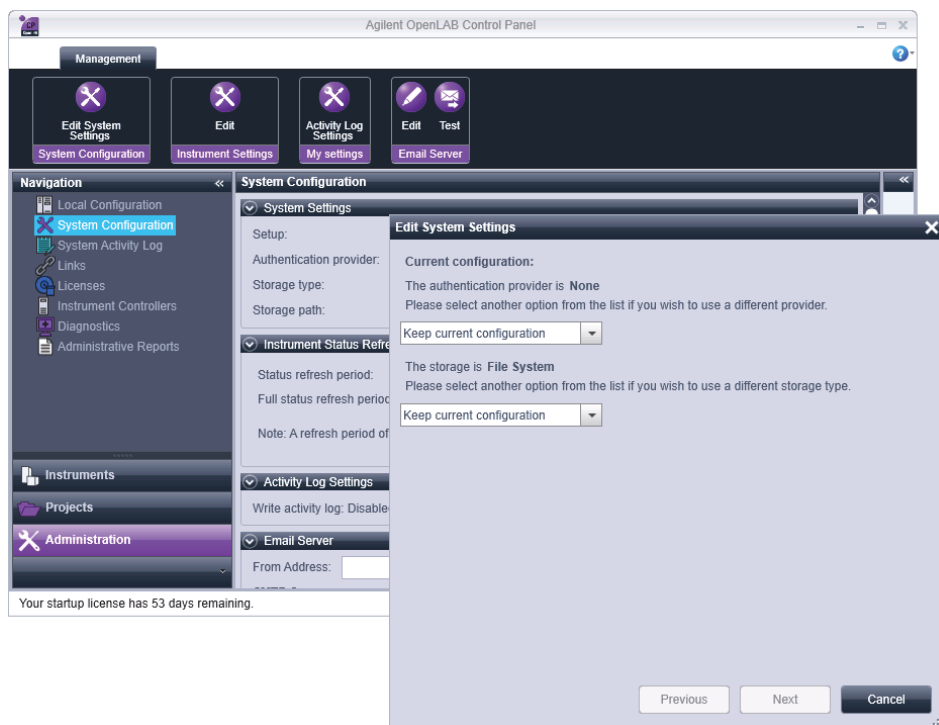 Agilent OpenLAB Control Panel
Management
Edit System
Settings
System Configuration
Edit
Instrument Settings
Activity Log
Settings
My settings
Edit Test
Email Server
Navigation
Local Configuration
System Configuration
System Activity Log
Links
Licenses
Instrument Controllers
Diagnostics
Administrative Reports
Instruments
Projects
Administration
System Configuration
System Settings
Setup:
Authentication provider:
Storage type:
Storage path:
Instrument Status Refre
Status refresh period:
Full status refresh period
Note: A refresh period of
Activity Log Settings
Write activity log: Disable
Email Server
From Address:
Edit System Settings
Current configuration:
The authentication provider is None
Please select another option from the list if you wish to use a different provider.
Keep current configuration
The storage is File System
Please select another option from the list if you wish to use a different storage type.
Keep current configuration
Previous Next Cancel
Your startup license has 53 days remaining.